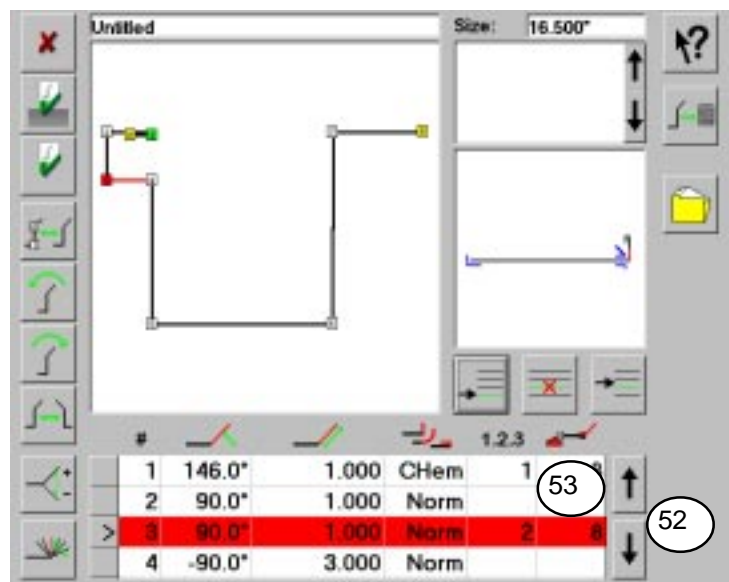 Untitled
Size: 16.500"
?
# 1.2.3
1 146.0° 1.000 CHem 1
2 90.0° 1.000 Norm
> 3 90.0° 1.000 Norm 2 8
4 -90.0° 3.000 Norm
53
52